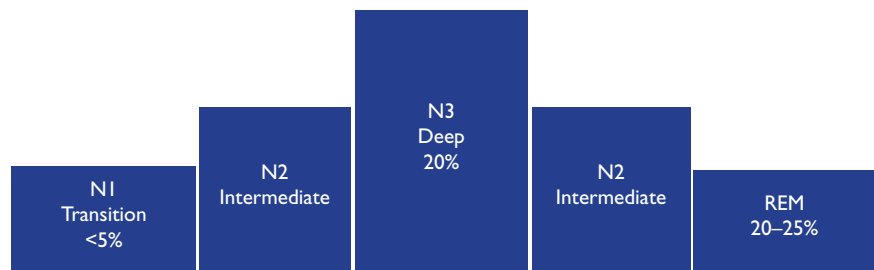 N1
Transition
<5%
N2
Intermediate
N3
Deep
20%
N2
Intermediate
REM
20–25%